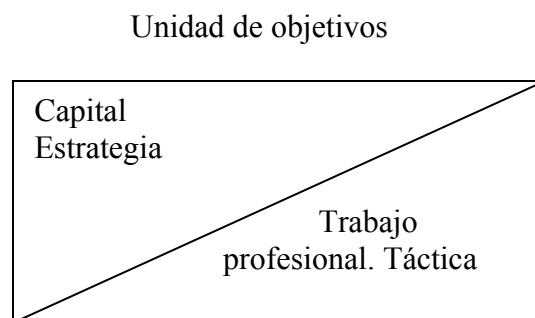 Unidad de objetivos
Capital
Estrategia
Trabajo
profesional. Táctica